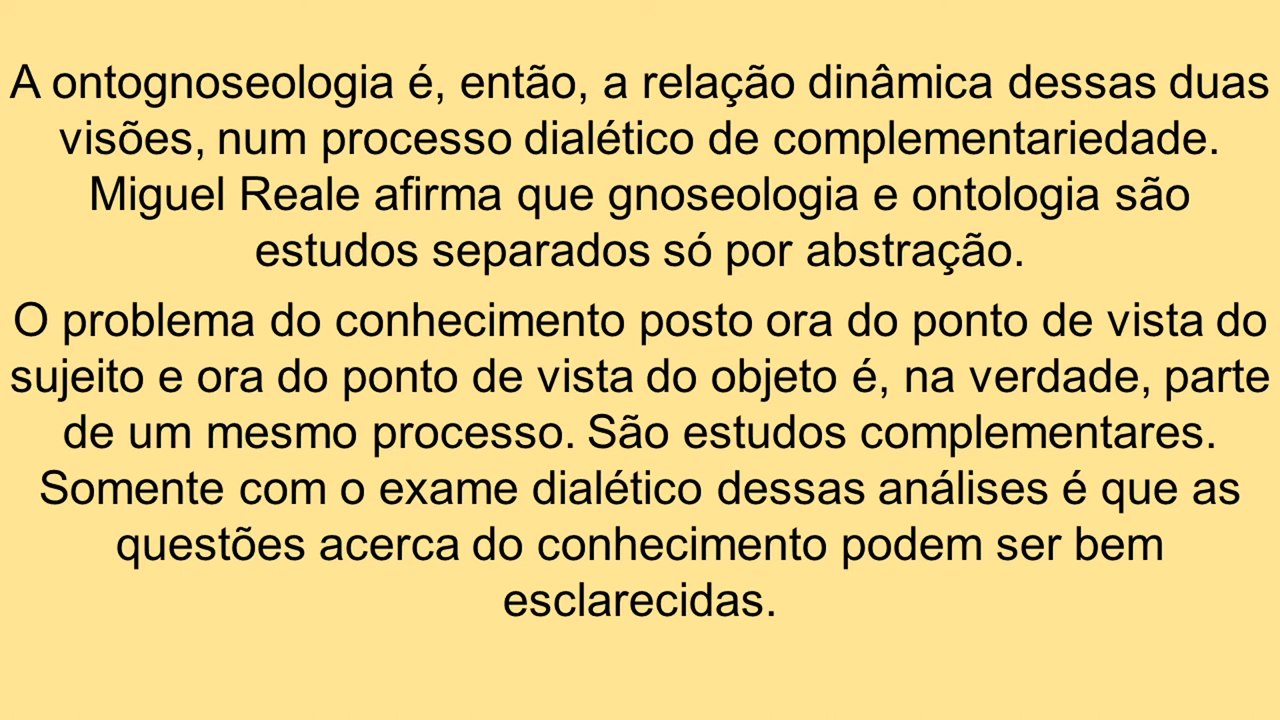 A ontognoseologia é, então, a relação dinâmica dessas duas
visões, num processo dialético de complementariedade.
Miguel Reale afirma que gnoseologia e ontologia são
estudos separados só por abstração.
O problema do conhecimento posto ora do ponto de vista do
sujeito e ora do ponto de vista do objeto é, na verdade, parte
de um mesmo processo. São estudos complementares.
Somente com o exame dialético dessas análises é que as
questões acerca do conhecimento podem ser bem
esclarecidas.